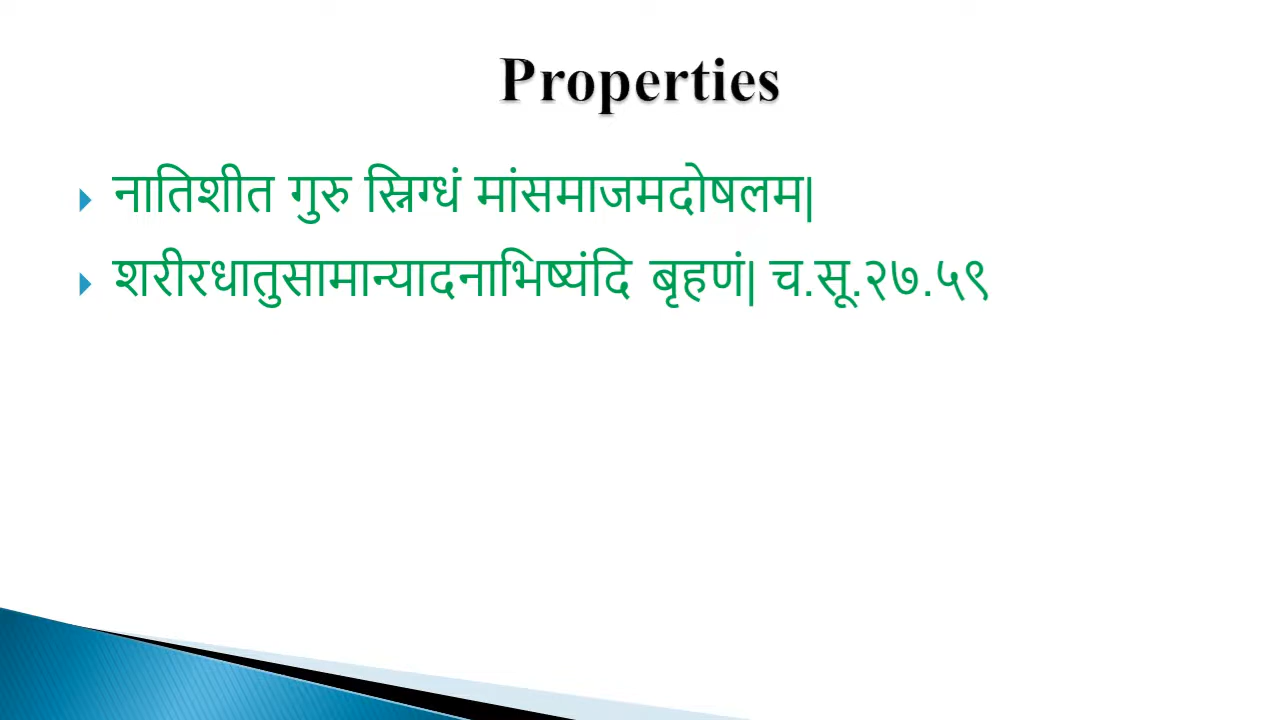 Properties
नातिशीत गुरु स्निग्धं मांसमाजमदोषलम|
शरीरधातुसामान्यादनाभिष्यंदि बृहणं| च.सू.२७.५९